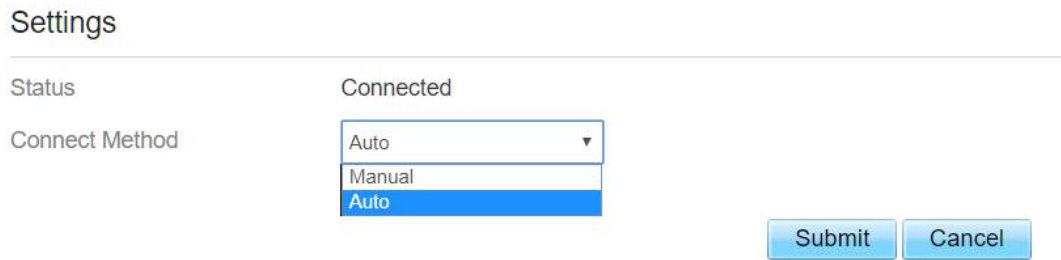 Settings
Status Connected
Connect Method Auto
Manual
Auto
Submit Cancel